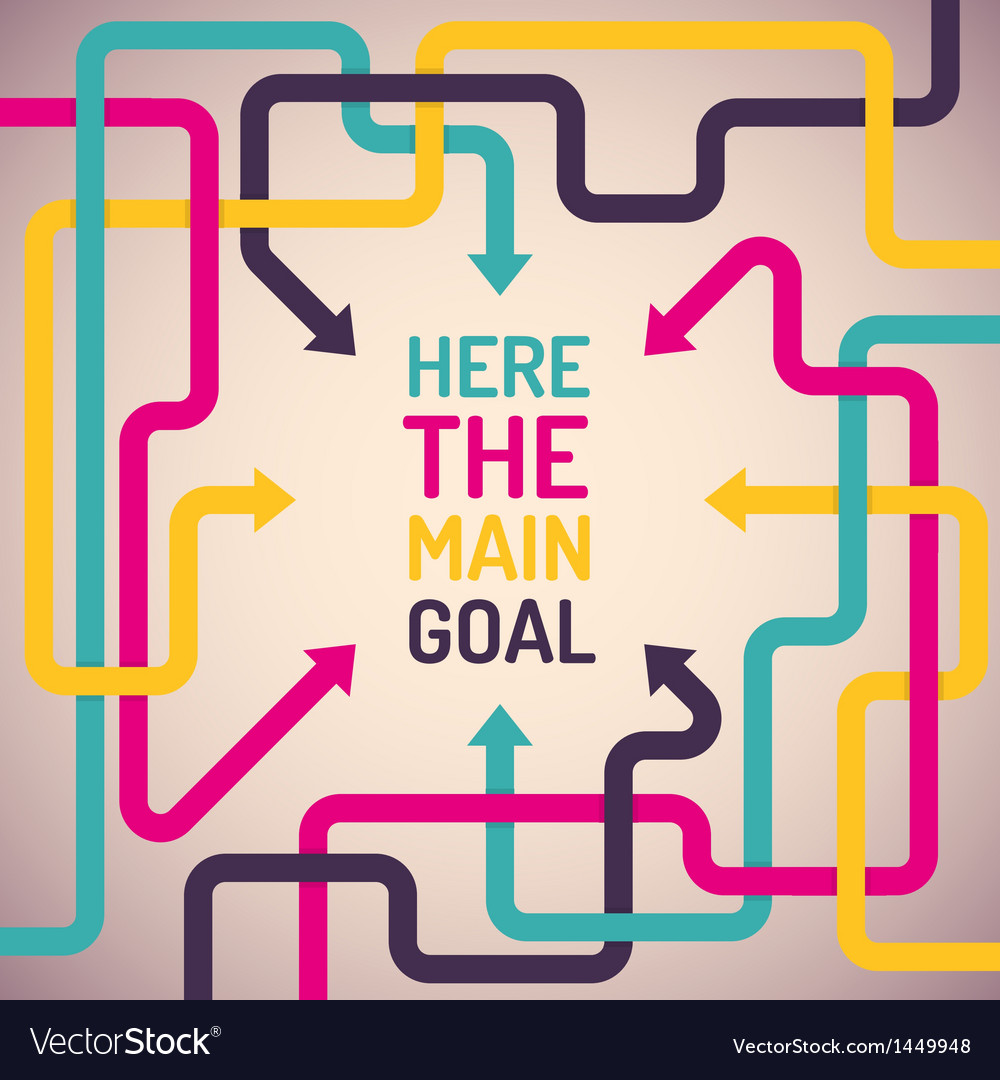 HERE
THE
MAIN
GOAL
VectorStock®
VectorStock.com/1449948